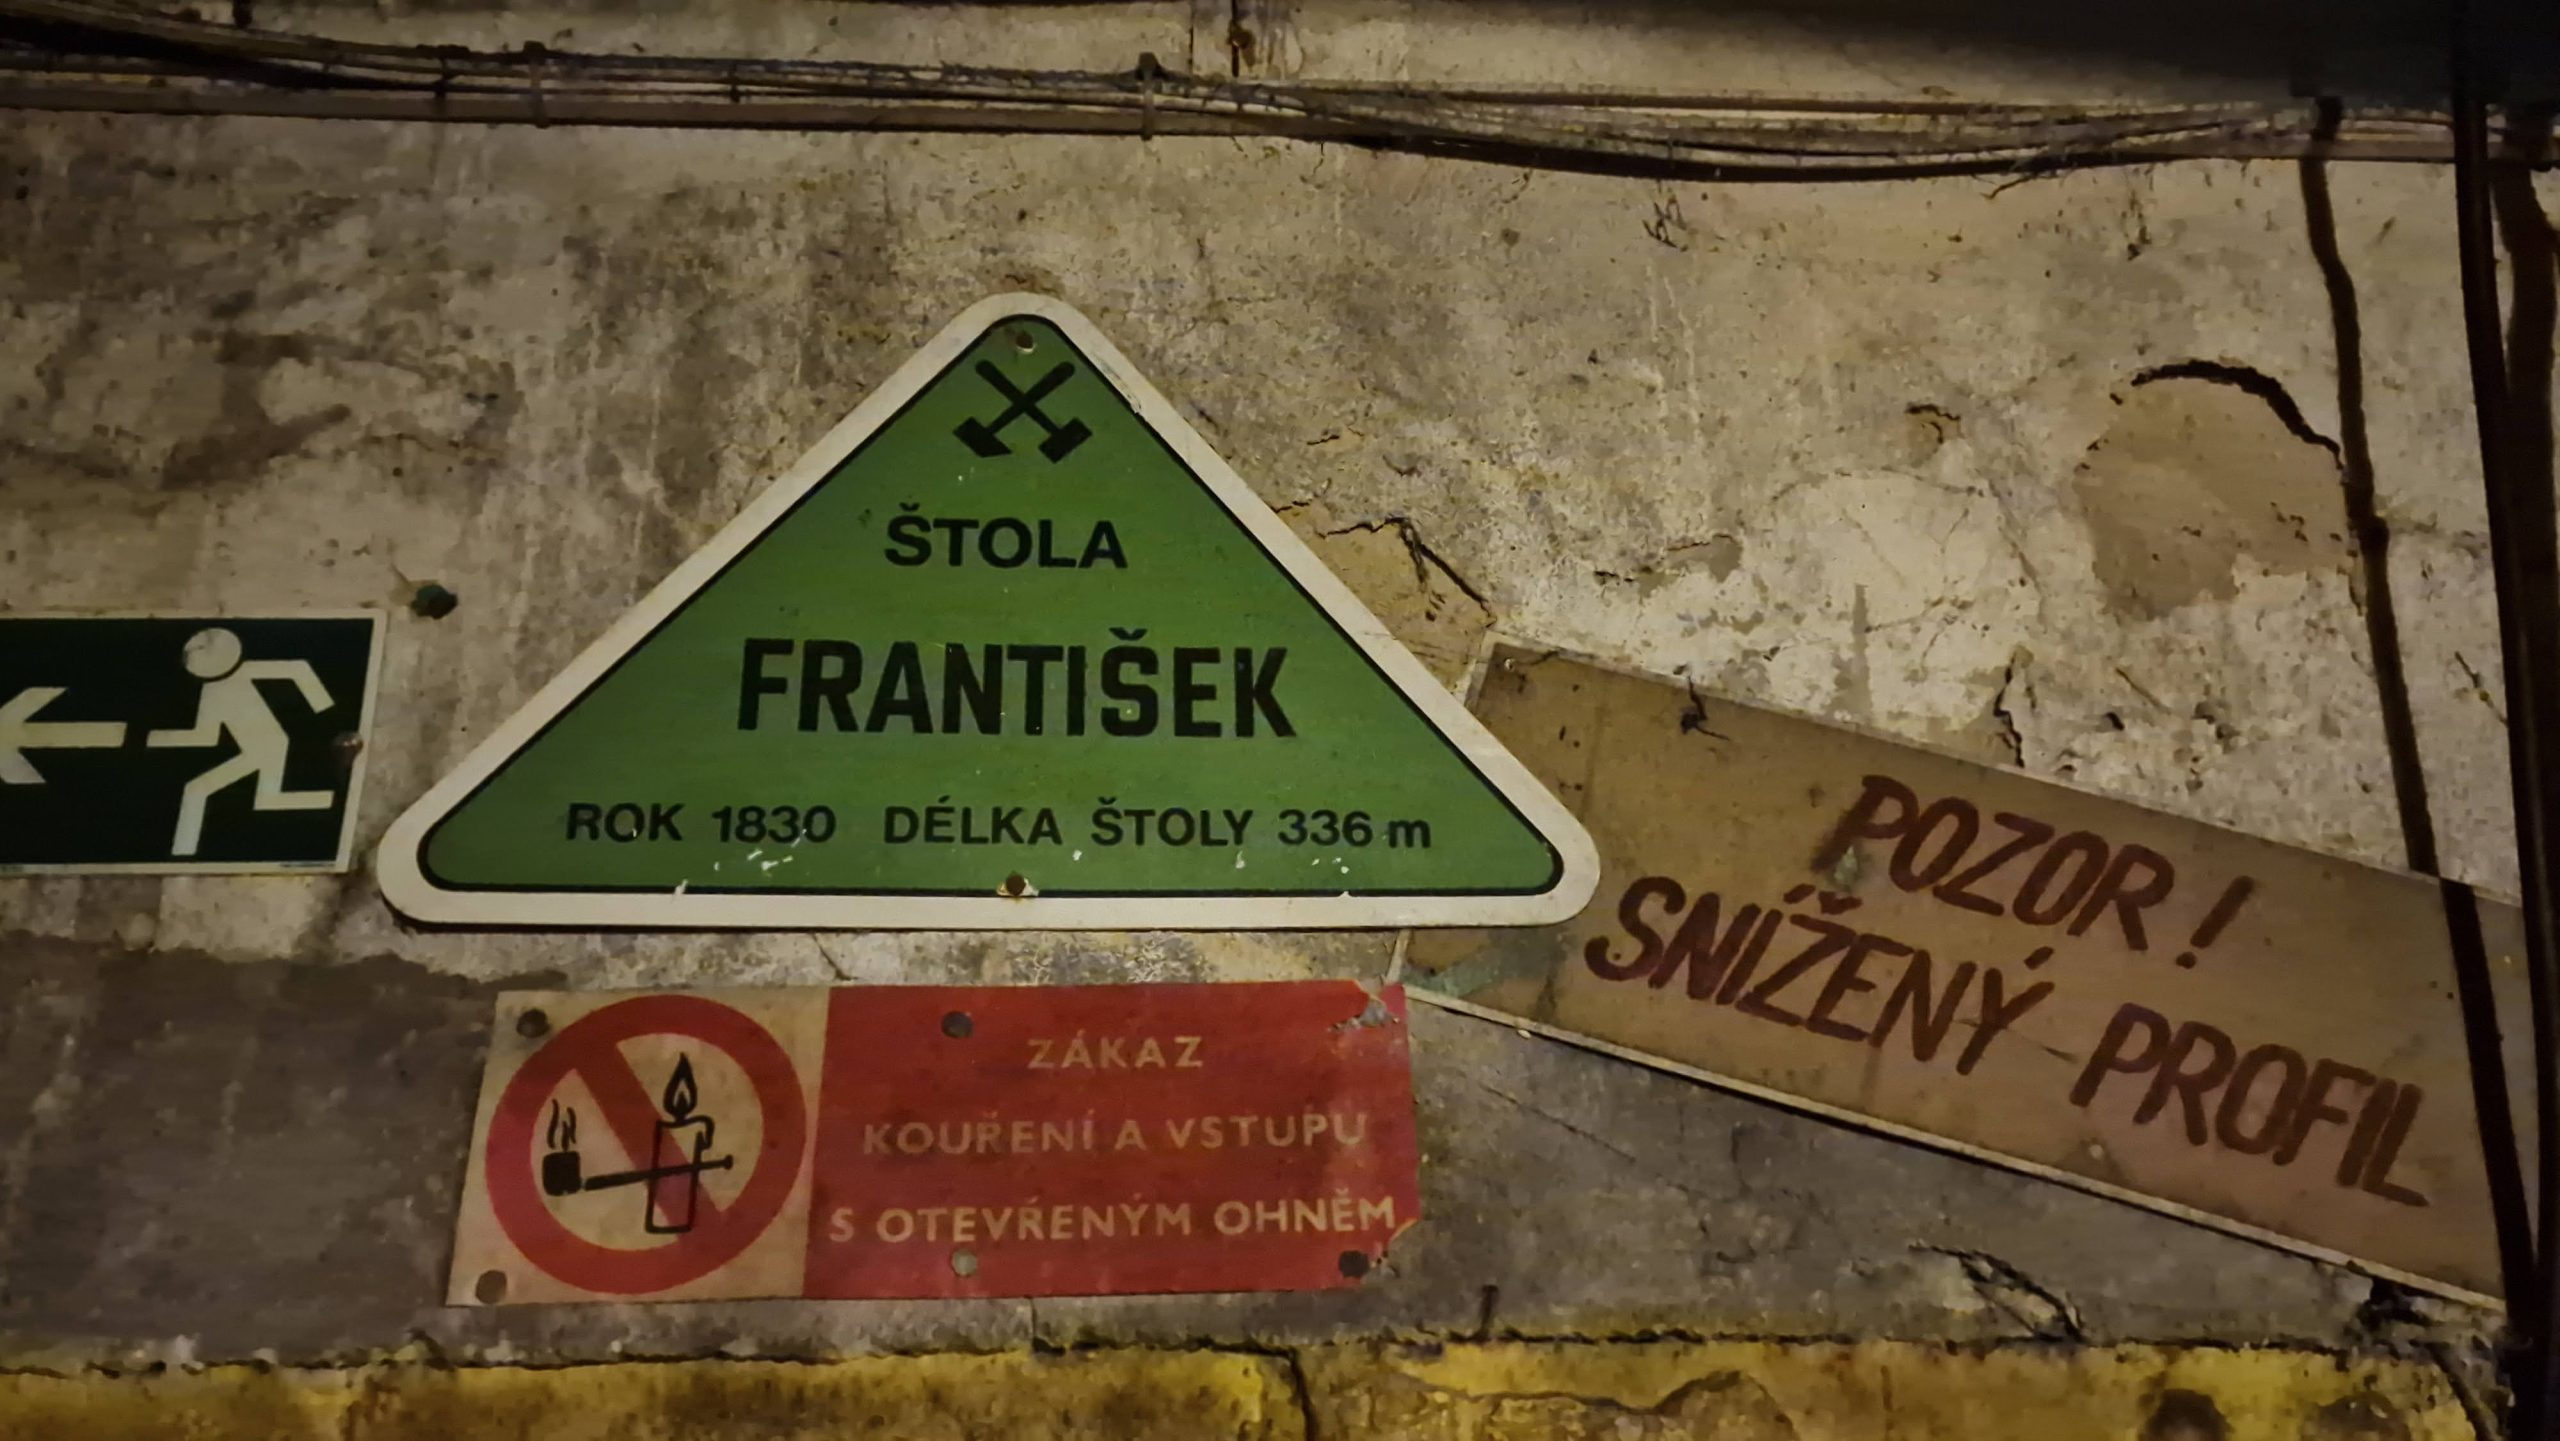 ŠTOLA
FRANTIŠEK
ROK 1830 DÉLKA ŠTOLY 336 m
POZOR!
SNÍŽENÝ PROFIL
ZÁKAZ
KOUŘENÍ A VSTUPU
S OTEVŘENÝM OHNĚM